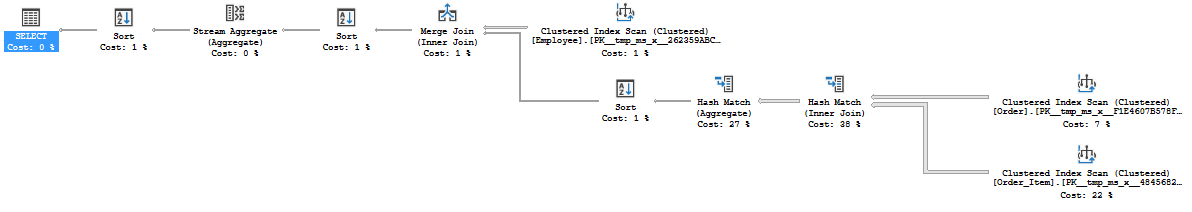 SELECT
Cost: 0 %
Sort
Cost: 1 %
Stream Aggregate
(Aggregate)
Cost: 0 %
Sort
Cost: 1 %
Merge Join
(Inner Join)
Cost: 1 %
Clustered Index Scan (Clustered)
[Employee].[PK__tmp_ms_x__262359ABC…
Cost: 1 %
Sort
Cost: 1 %
Hash Match
(Aggregate)
Cost: 27 %
Hash Match
(Inner Join)
Cost: 38 %
Clustered Index Scan (Clustered)
[Order].[PK__tmp_ms_x__F1E4607B578F…
Cost: 7 %
Clustered Index Scan (Clustered)
[Order_Item].[PK__tmp_ms_x__4845682…
Cost: 22 %